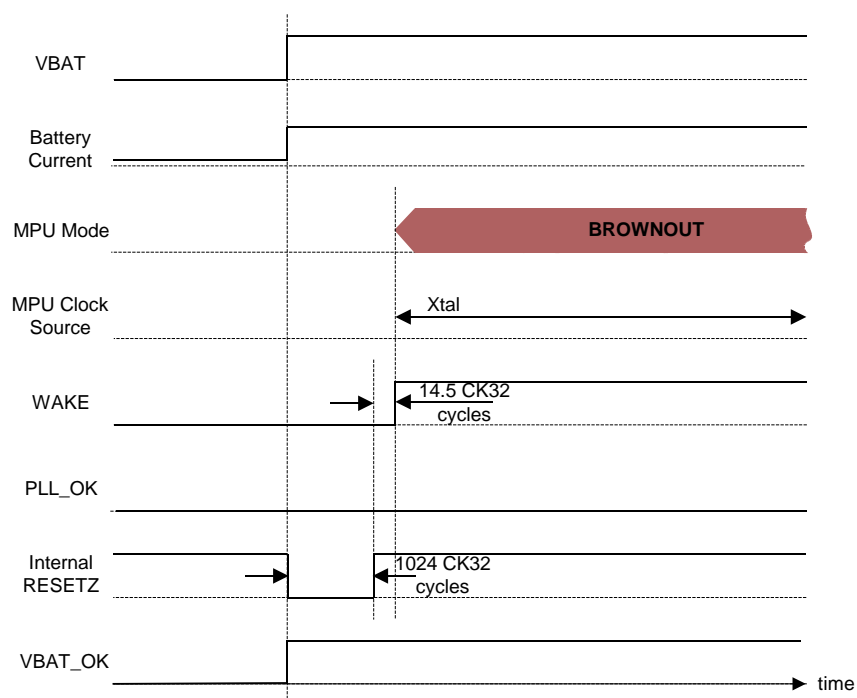 VBAT
Battery
Current
MPU Mode
BROWNOUT
MPU Clock
Source
Xtal
WAKE
14.5 CK32
cycles
PLL_OK
Internal
RESETZ
1024 CK32
cycles
VBAT_OK
time